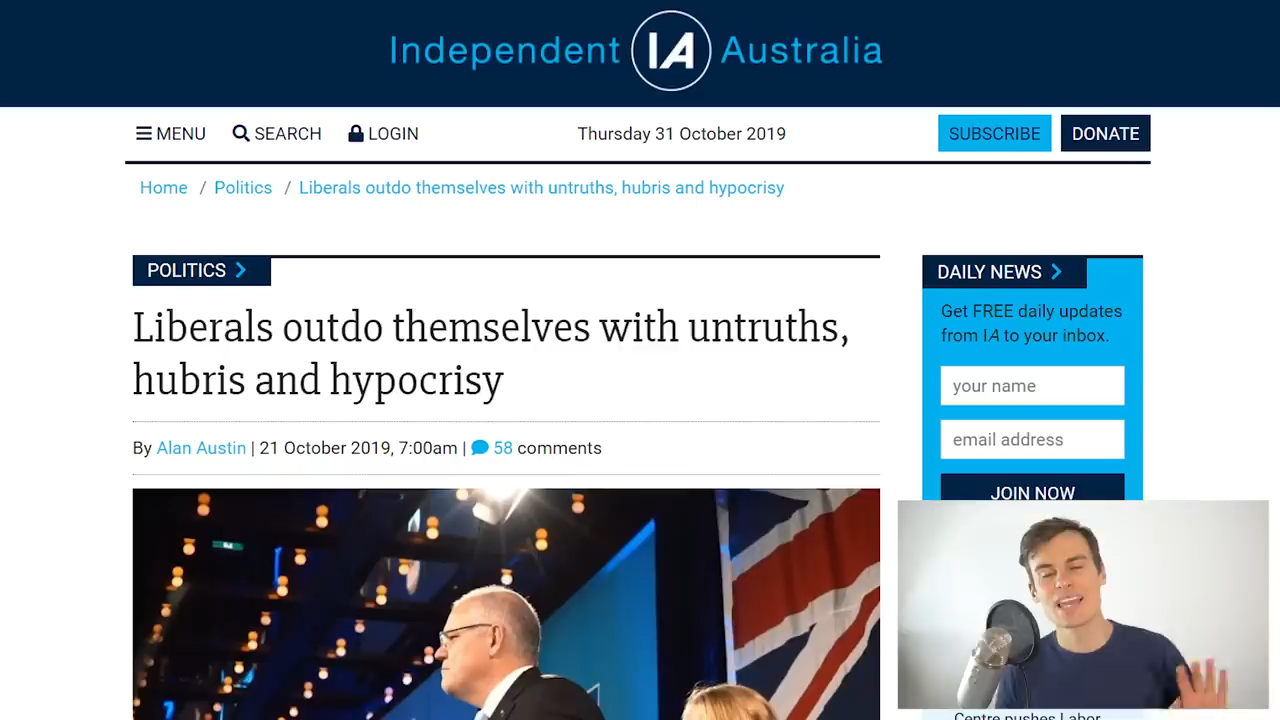 Independent IA Australia
MENU SEARCH LOGIN Thursday 31 October 2019 SUBSCRIBE DONATE
Home / Politics / Liberals outdo themselves with untruths, hubris and hypocrisy
POLITICS
Liberals outdo themselves with untruths,
hubris and hypocrisy
By Alan Austin | 21 October 2019, 7:00am | 58 comments
DAILY NEWS
Get FREE daily updates
from IA to your inbox.
your name
email address
JOIN NOW
Centre pushes Labor